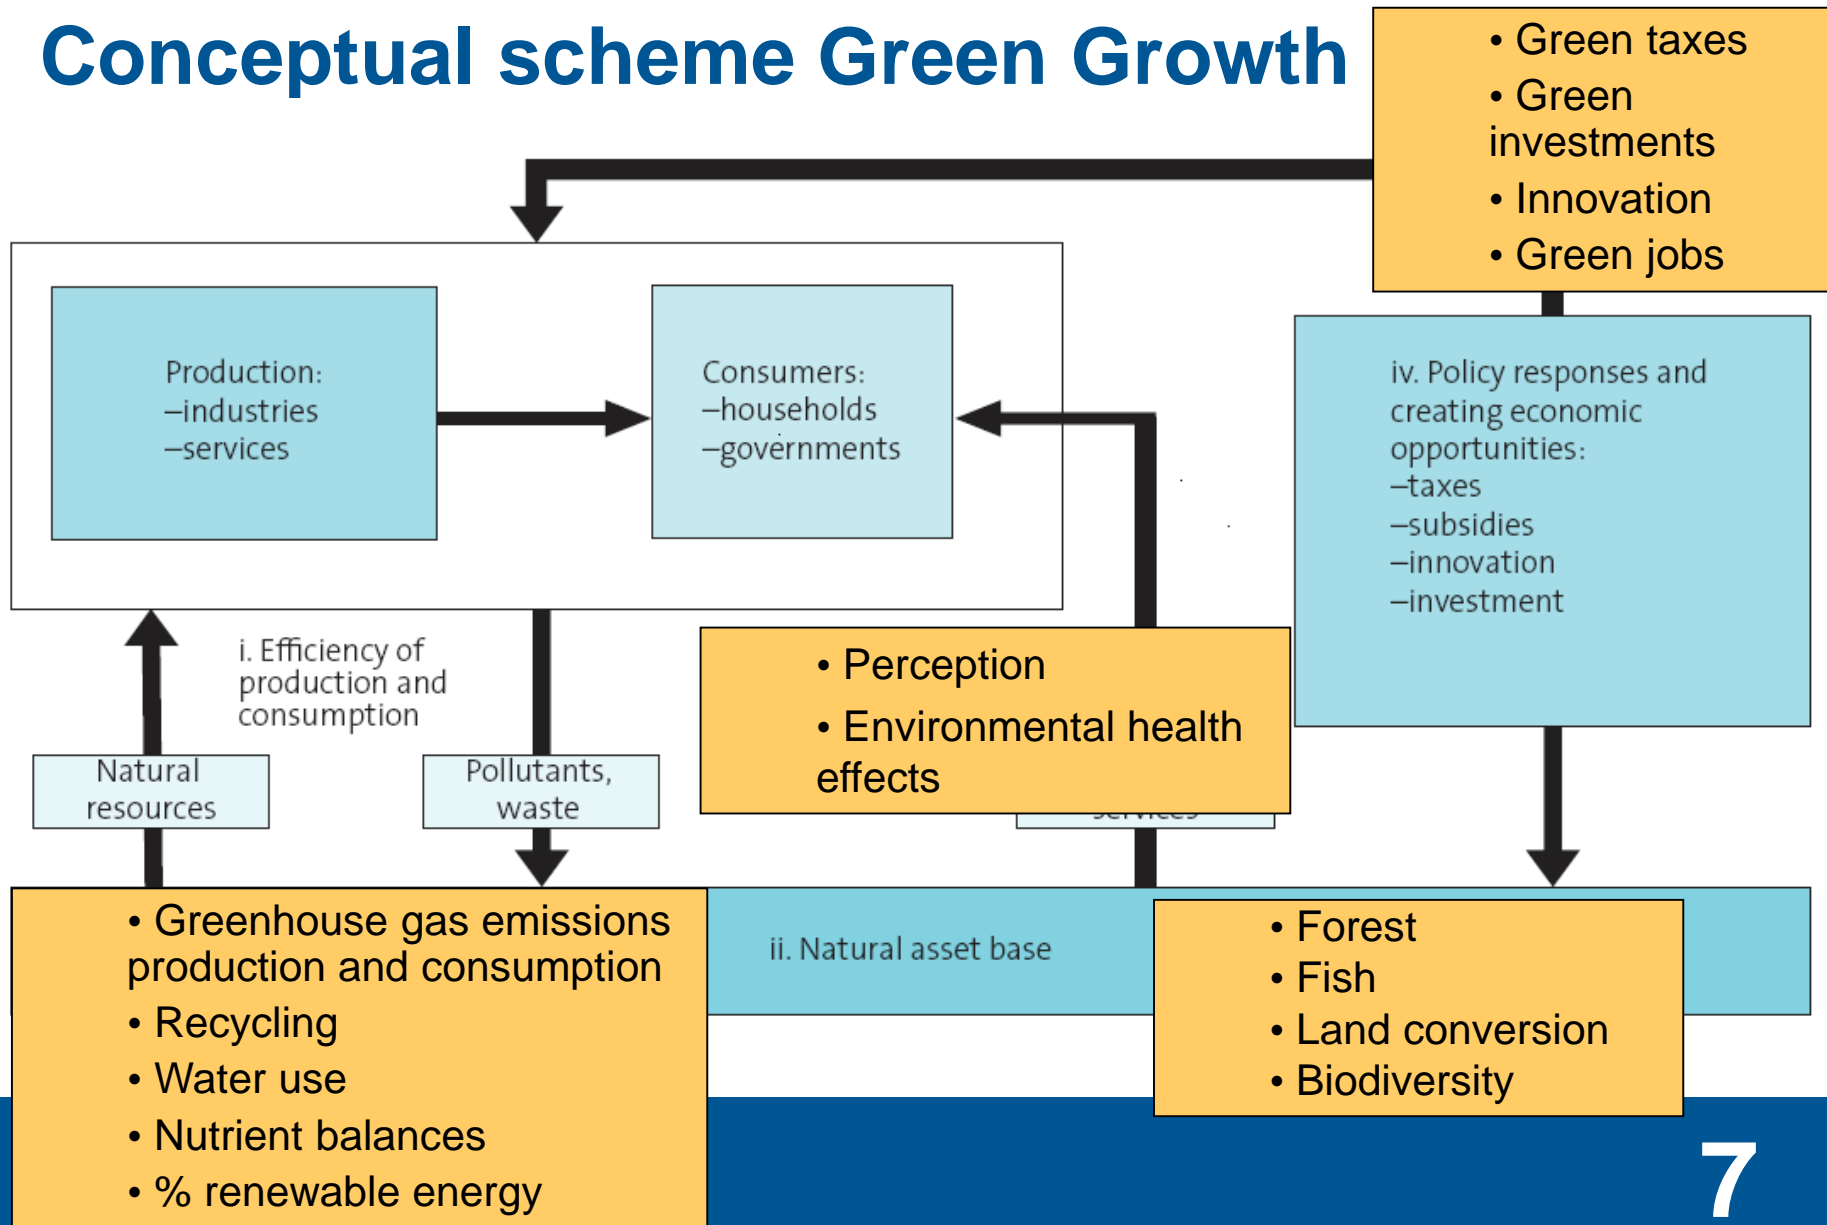 Conceptual scheme Green Growth
• Green taxes
• Green
investments
• Innovation
• Green jobs
Production:
–industries
–services
Consumers:
–households
–governments
iv. Policy responses and
creating economic
opportunities:
–taxes
–subsidies
–innovation
–investment
i. Efficiency of
production and
consumption
• Perception
• Environmental health
effects
Natural
resources
Pollutants,
waste
services
• Greenhouse gas emissions
production and consumption
• Recycling
• Water use
• Nutrient balances
• % renewable energy
ii. Natural asset base
• Forest
• Fish
• Land conversion
• Biodiversity
7